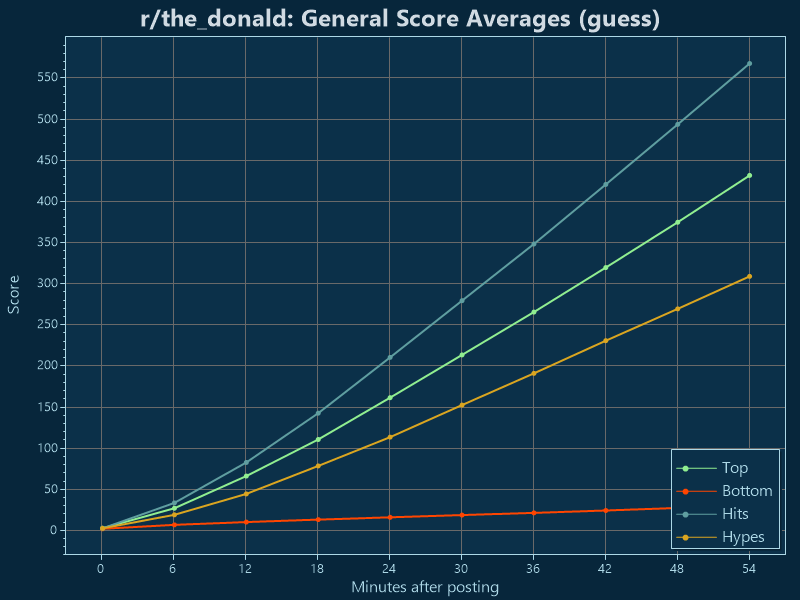 r/the_donald: General Score Averages (guess)
550
500
450
400
350
300
250
200
150
100
50
0
Score
0 6 12 18 24 30 36 42 48 54
Minutes after posting
Top
Bottom
Hits
Hypes